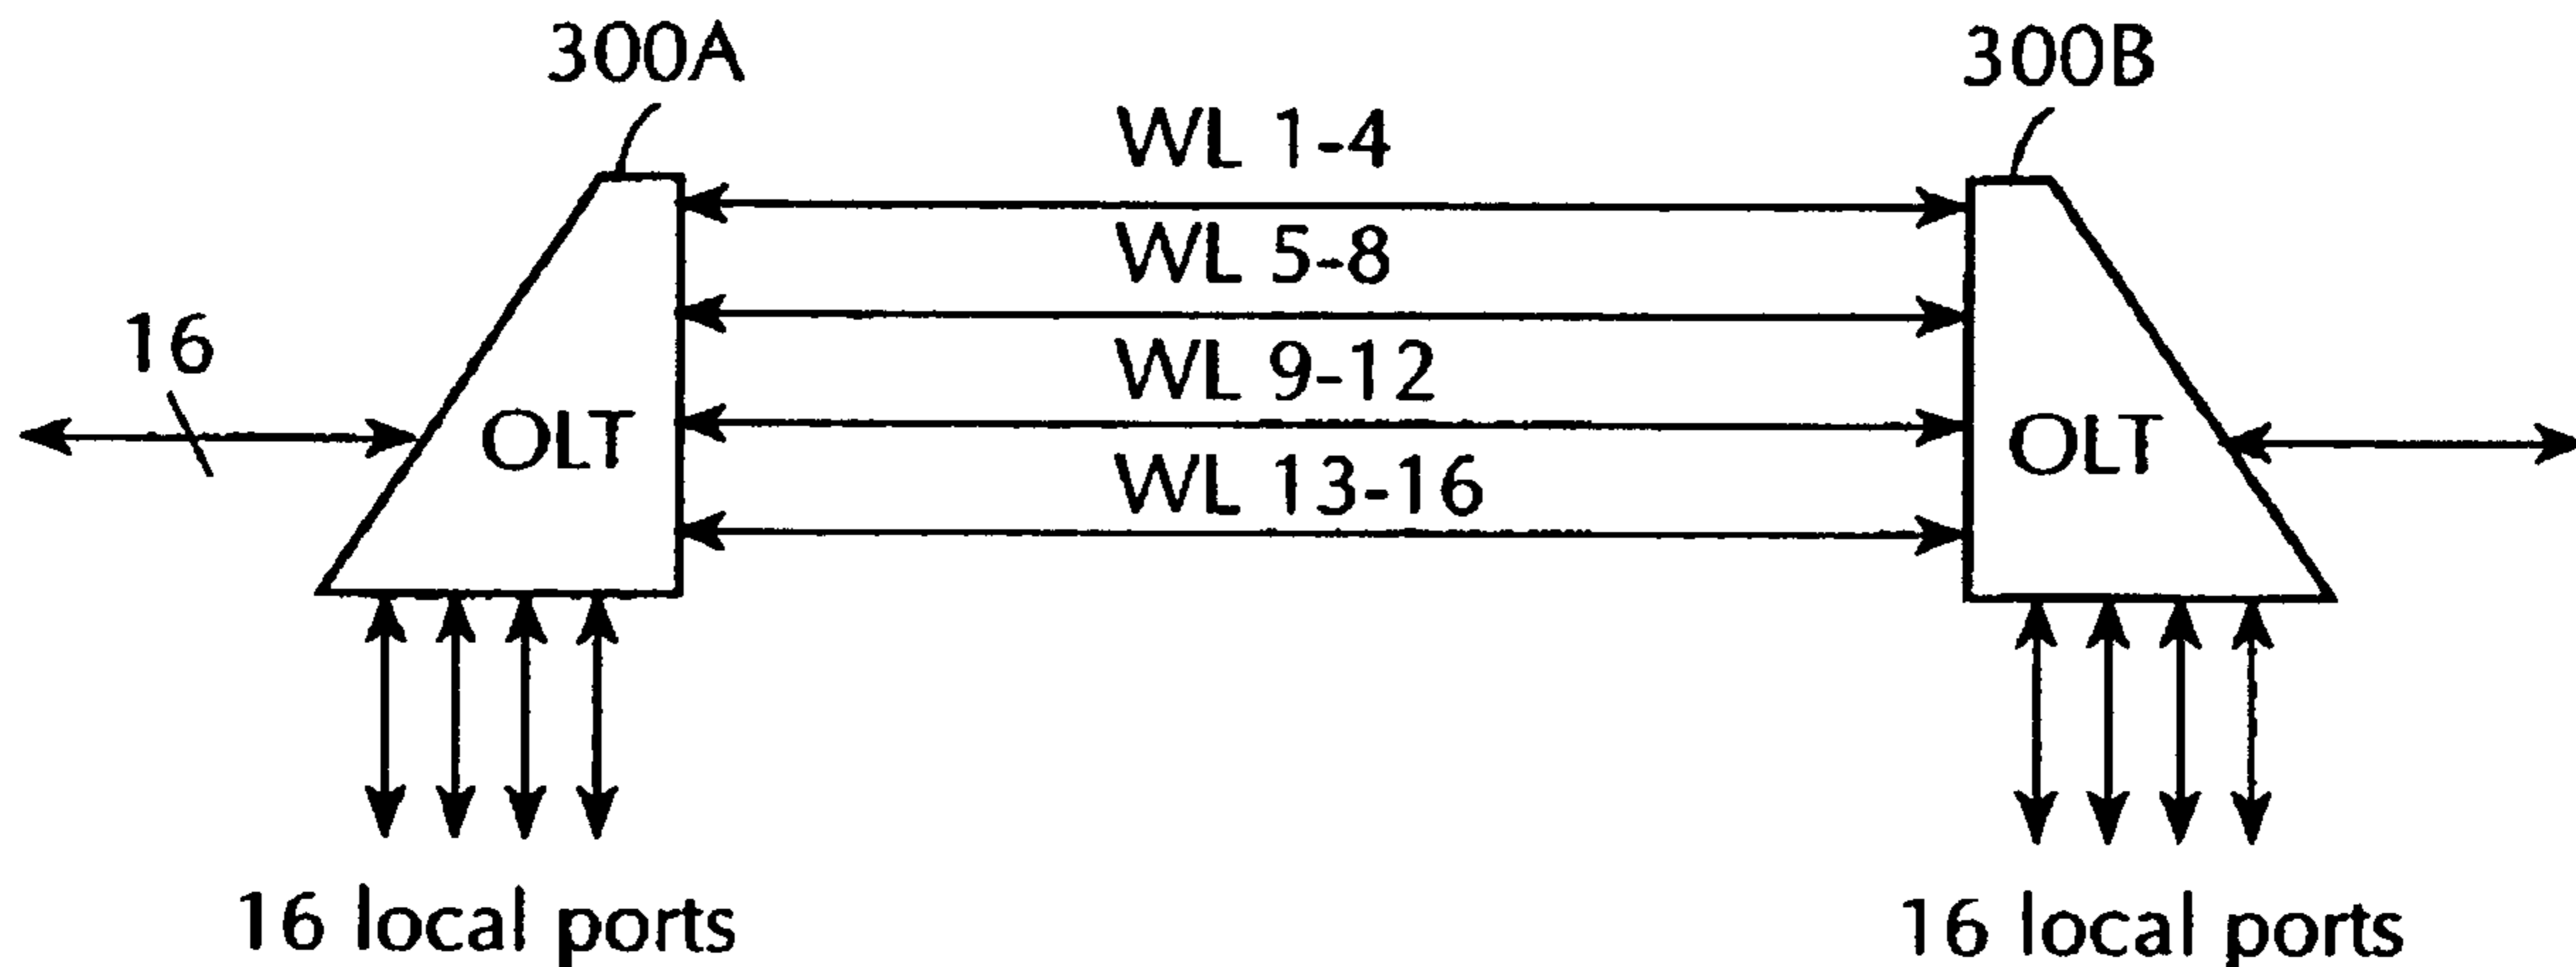 300A
300B
WL 1-4
WL 5-8
16
WL 9-12
OLT
OLT
WL 13-16
16 local ports
16 local ports